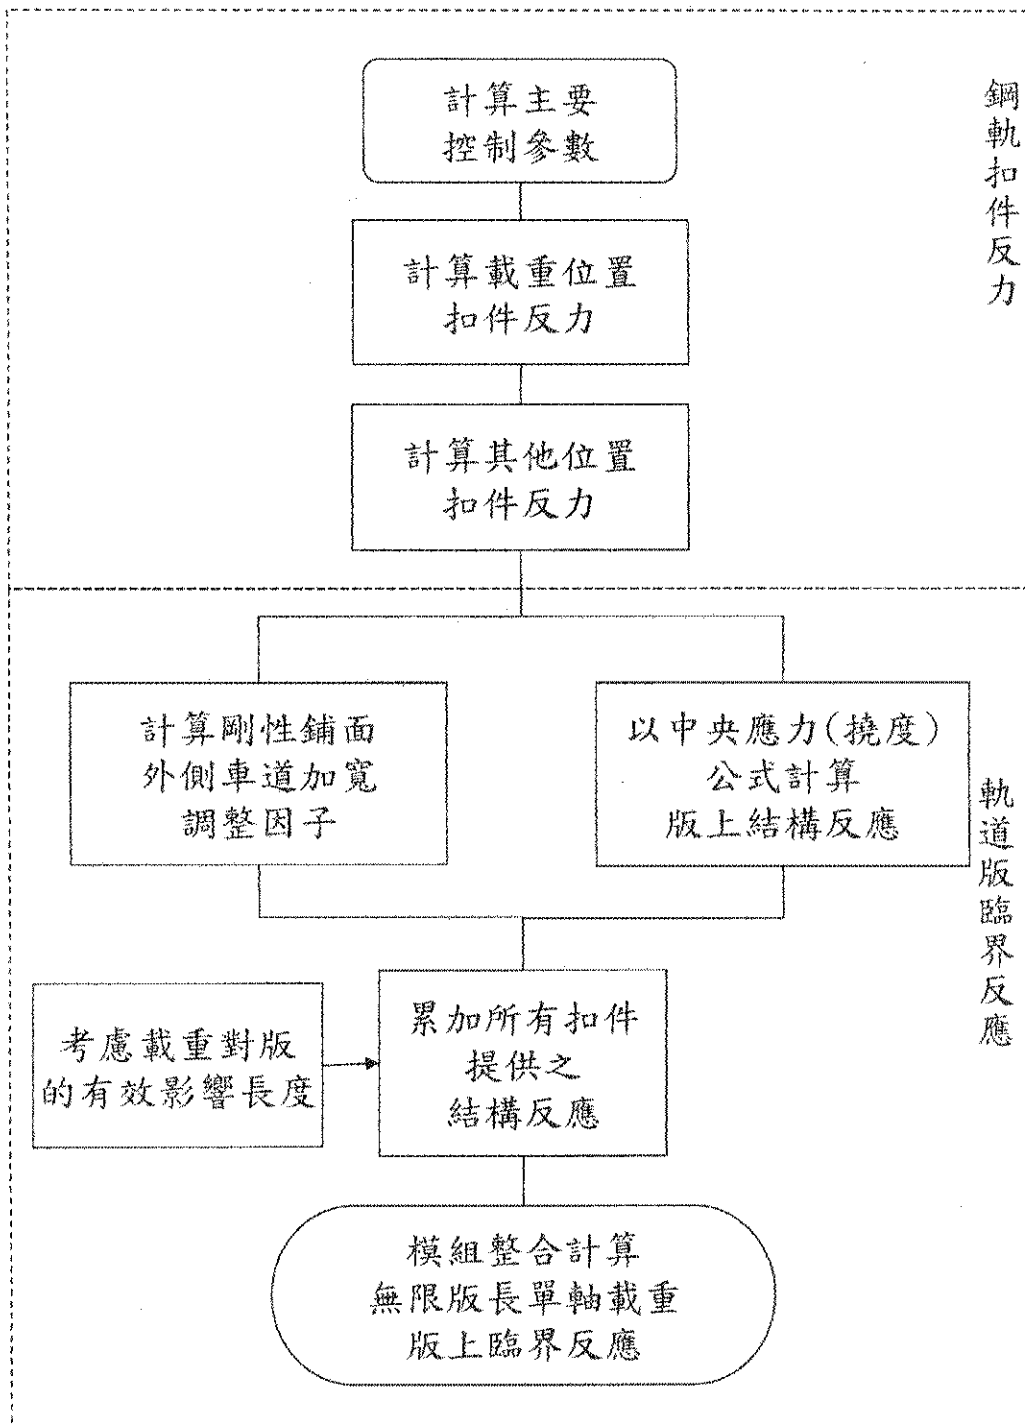 計算主要
控制參數
鋼軌扣件反力
計算載重位置
扣件反力
計算其他位置
扣件反力
計算剛性鋪面
外側車道加寬
調整因子
以中央應力(撓度)
公式計算
版上結構反應
軌道版臨界反應
考慮載重對版
的有效影響長度
累加所有扣件
提供之
結構反應
模組整合計算
無限版長單軸載重
版上臨界反應